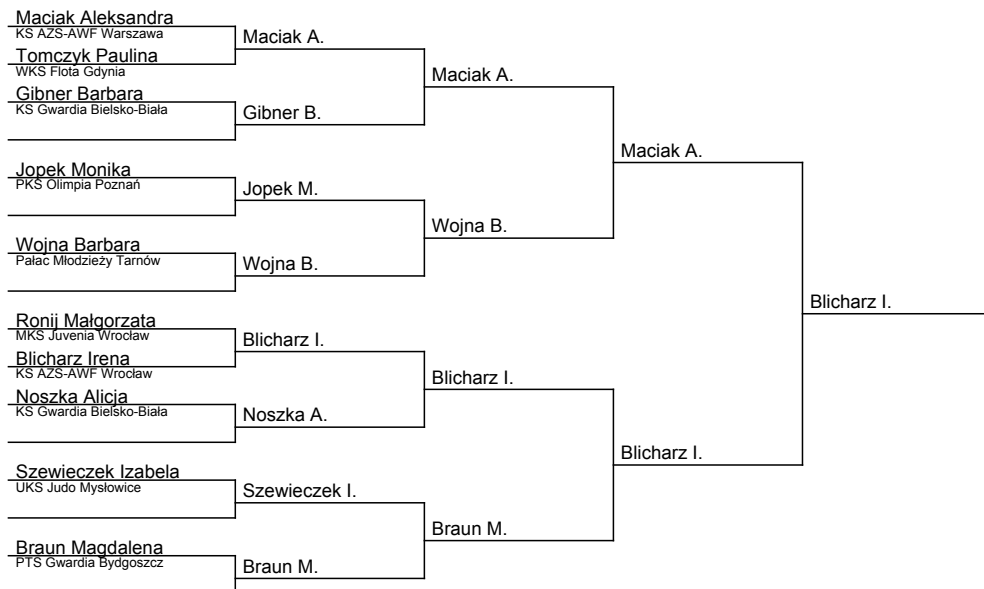 Maciak Aleksandra
KS AZS-AWF Warszawa
Maciak A.
Tomczyk Paulina
WKS Flota Gdynia
Maciak A.
Gibner Barbara
KS Gwardia Bielsko-Biała
Gibner B.
Maciak A.
Jopek Monika
PKS Olimpia Poznań
Jopek M.
Wojna B.
Wojna Barbara
Pałac Młodzieży Tarnów
Wojna B.
Blicharz I.
Ronij Małgorzata
MKS Juvenia Wrocław
Blicharz I.
Blicharz Irena
KS AZS-AWF Wrocław
Blicharz I.
Noszka Alicja
KS Gwardia Bielsko-Biała
Noszka A.
Blicharz I.
Szewieczek Izabela
UKS Judo Mysłowice
Szewieczek I.
Braun M.
Braun Magdalena
PTS Gwardia Bydgoszcz
Braun M.